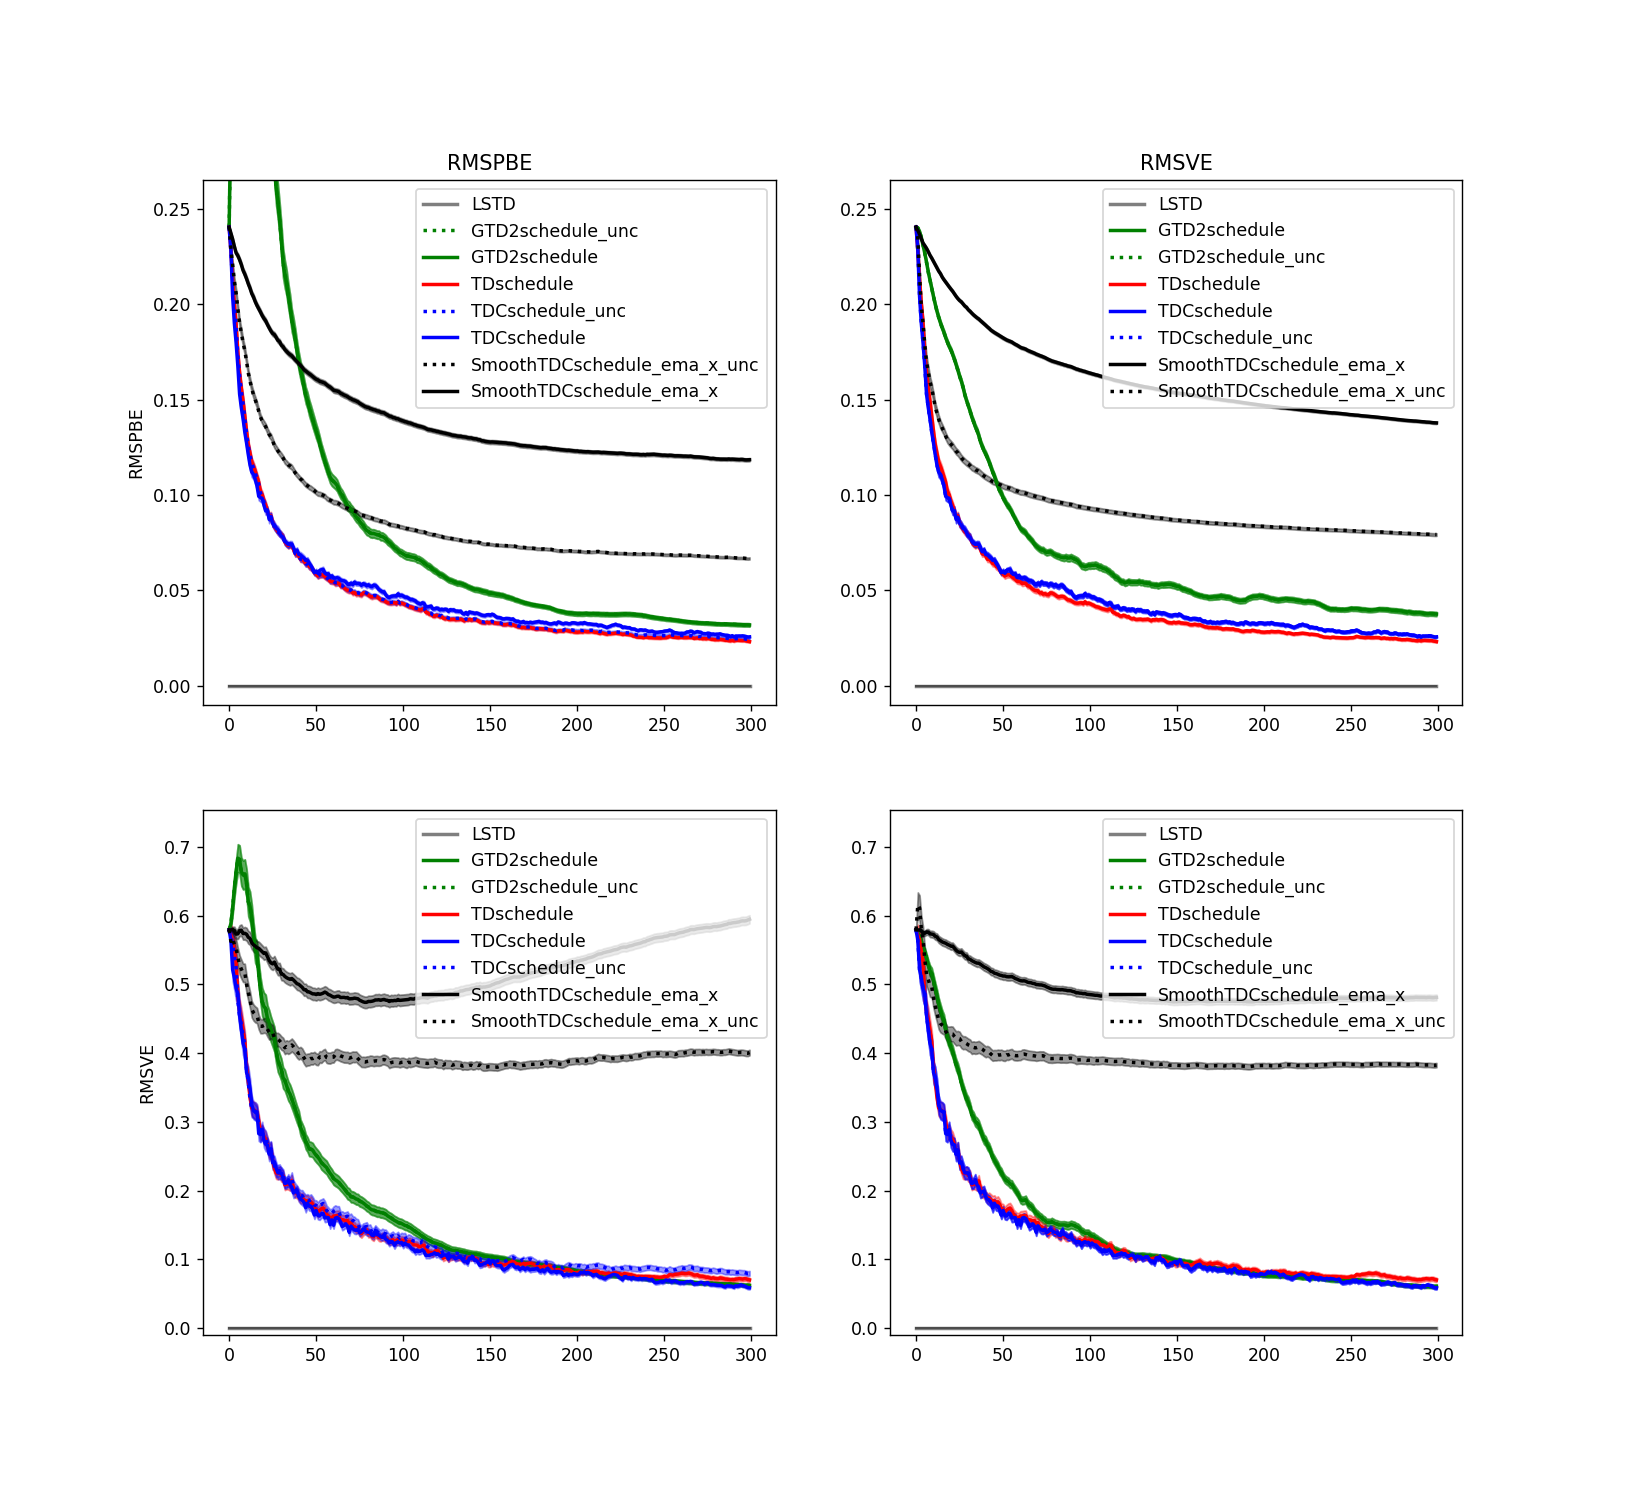 RMSPBE
RMSVE
0.25
0.20
0.15
0.10
0.05
0.00
RMSPBE
LSTD
GTD2schedule_unc
GTD2schedule
TDschedule
TDCschedule_unc
TDCschedule
SmoothTDCschedule_ema_x_unc
SmoothTDCschedule_ema_x
0 50 100 150 200 250 300
0.25
0.20
0.15
0.10
0.05
0.00
LSTD
GTD2schedule
GTD2schedule_unc
TDschedule
TDCschedule
TDCschedule_unc
SmoothTDCschedule_ema_x
SmoothTDCschedule_ema_x_unc
0 50 100 150 200 250 300
0.7
0.6
0.5
0.4
0.3
0.2
0.1
0.0
RMSVE
LSTD
GTD2schedule
GTD2schedule_unc
TDschedule
TDCschedule
TDCschedule_unc
SmoothTDCschedule_ema_x
SmoothTDCschedule_ema_x_unc
0 50 100 150 200 250 300
0.7
0.6
0.5
0.4
0.3
0.2
0.1
0.0
LSTD
GTD2schedule
GTD2schedule_unc
TDschedule
TDCschedule
TDCschedule_unc
SmoothTDCschedule_ema_x
SmoothTDCschedule_ema_x_unc
0 50 100 150 200 250 300